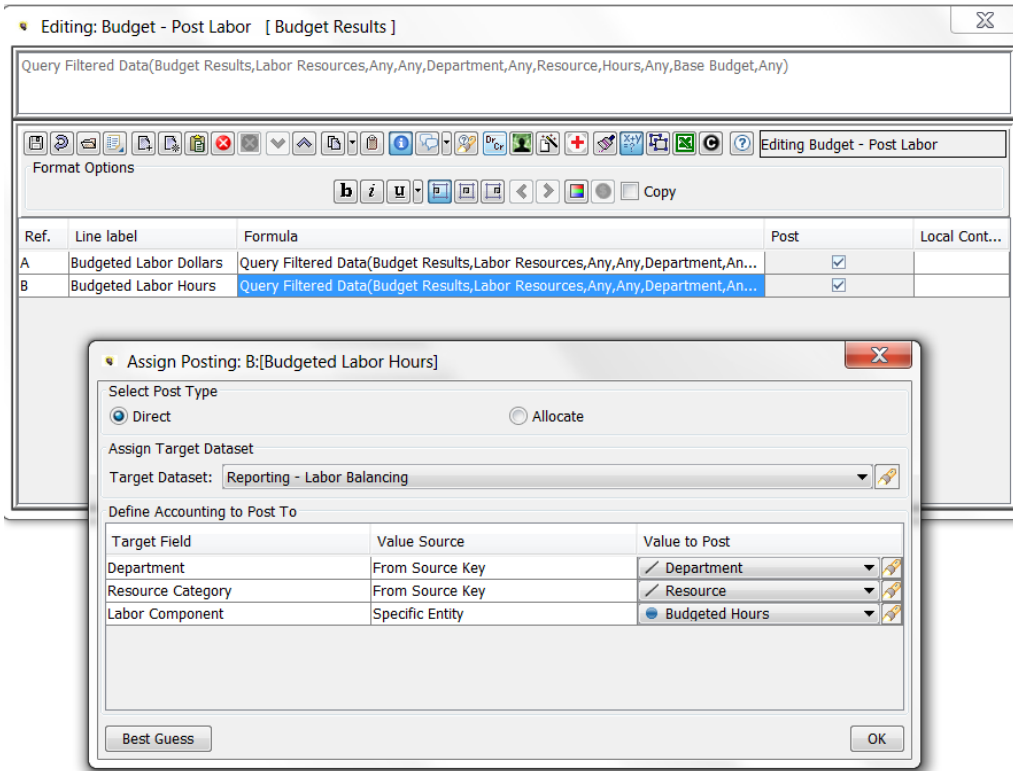 Editing: Budget - Post Labor [ Budget Results ]
Query Filtered Data(Budget Results,Labor Resources,Any,Any,Department,Any,Resource,Hours,Any,Base Budget,Any)
Editing Budget - Post Labor
Format Options
b i u Copy
Ref. Line label Formula Post Local Cont...
A Budgeted Labor Dollars Query Filtered Data(Budget Results,Labor Resources,Any,Any,Department,An...
B Budgeted Labor Hours Query Filtered Data(Budget Results,Labor Resources,Any,Any,Department,An...
Assign Posting: B:[Budgeted Labor Hours]
Select Post Type
Direct Allocate
Assign Target Dataset
Target Dataset: Reporting - Labor Balancing
Define Accounting to Post To
Target Field Value Source Value to Post
Department From Source Key Department
Resource Category From Source Key Resource
Labor Component Specific Entity Budgeted Hours
Best Guess OK